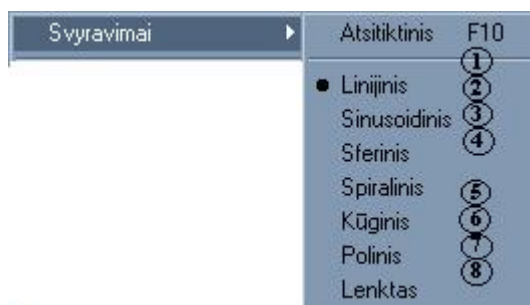 Svyravimai
Atsitiktinis F10
①
Linijinis ②
Sinusoidinis ③
Sferinis ④
Spiralinis ⑤
Kūginis ⑥
Polinis ⑦
Lenktas ⑧